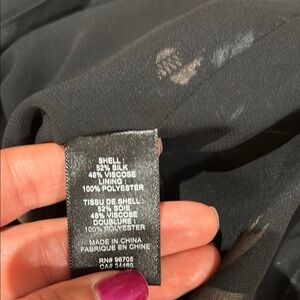 SHELL :
52% SILK
48% VISCOSE
LINING :
100% POLYESTER
TISSU DE SHELL :
52% SOIE
48% VISCOSE
DOUBLURE :
100% POLYESTER
MADE IN CHINA
FABRIQUE EN CHINE
RN# 96705
CA# 34460